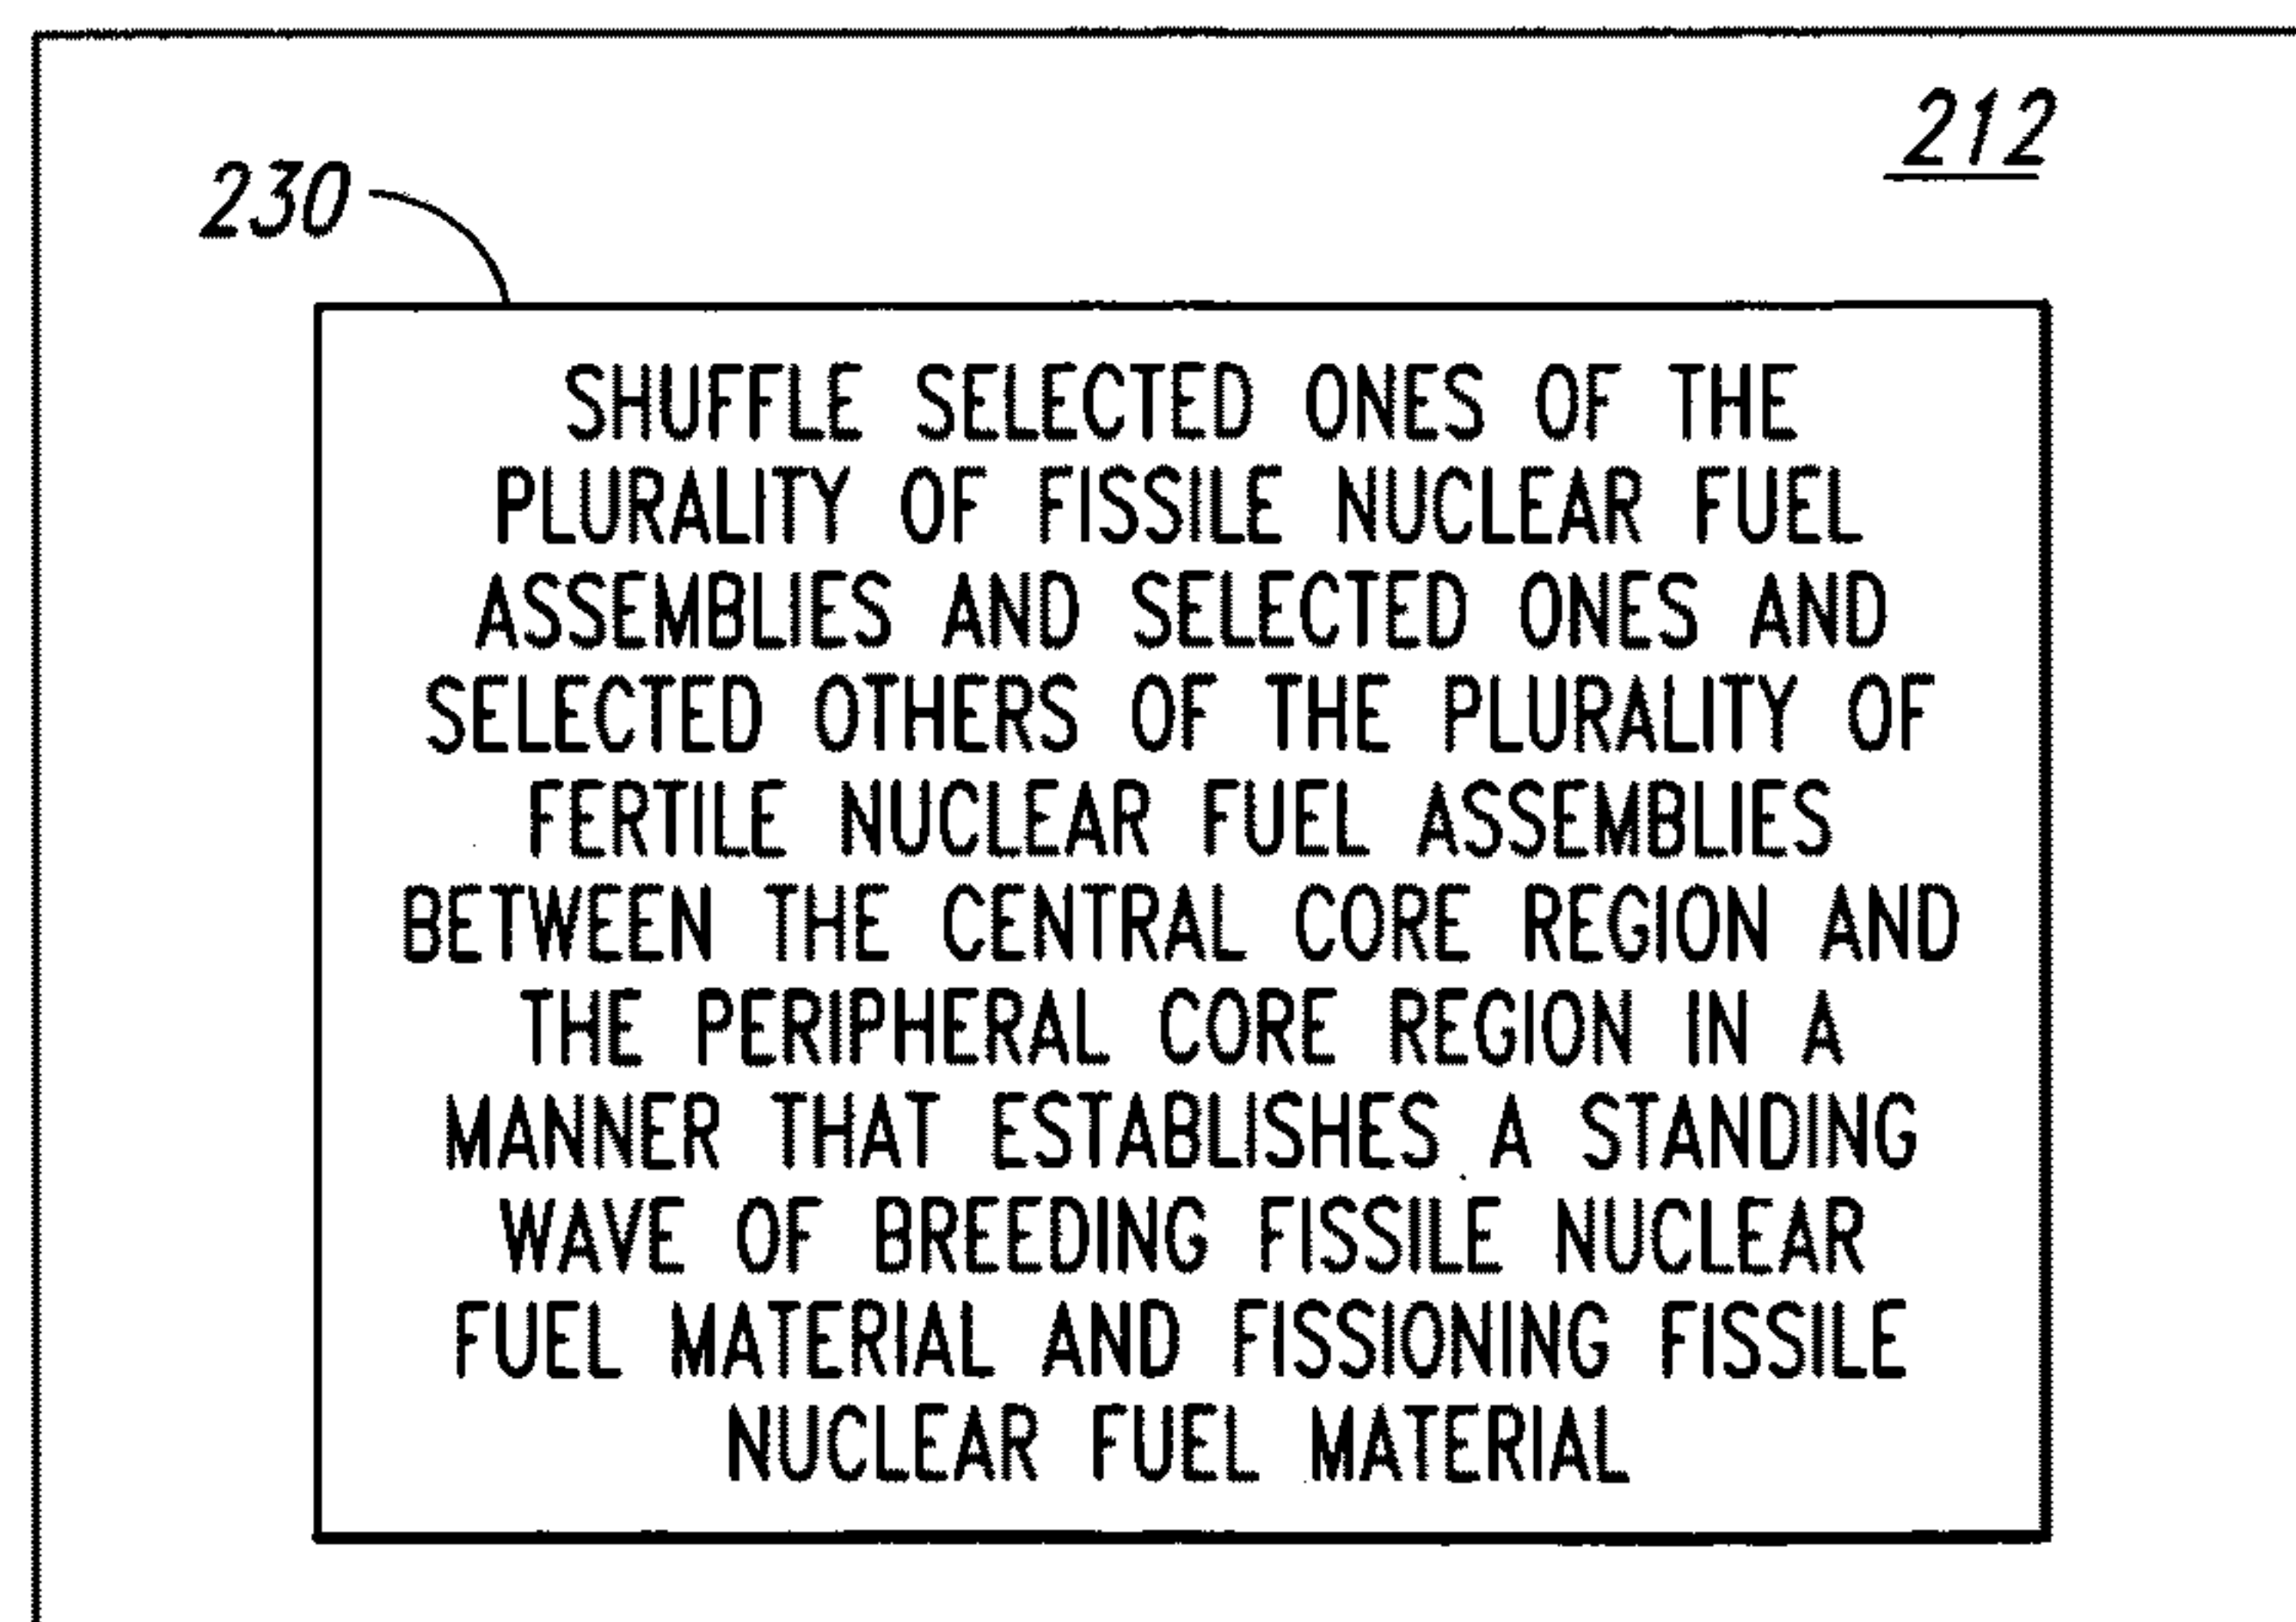 212
230
SHUFFLE SELECTED ONES OF THE
PLURALITY OF FISSILE NUCLEAR FUEL
ASSEMBLIES AND SELECTED ONES AND
SELECTED OTHERS OF THE PLURALITY OF
FERTILE NUCLEAR FUEL ASSEMBLIES
BETWEEN THE CENTRAL CORE REGION AND
THE PERIPHERAL CORE REGION IN A
MANNER THAT ESTABLISHES A STANDING
WAVE OF BREEDING FISSILE NUCLEAR
FUEL MATERIAL AND FISSIONING FISSILE
NUCLEAR FUEL MATERIAL